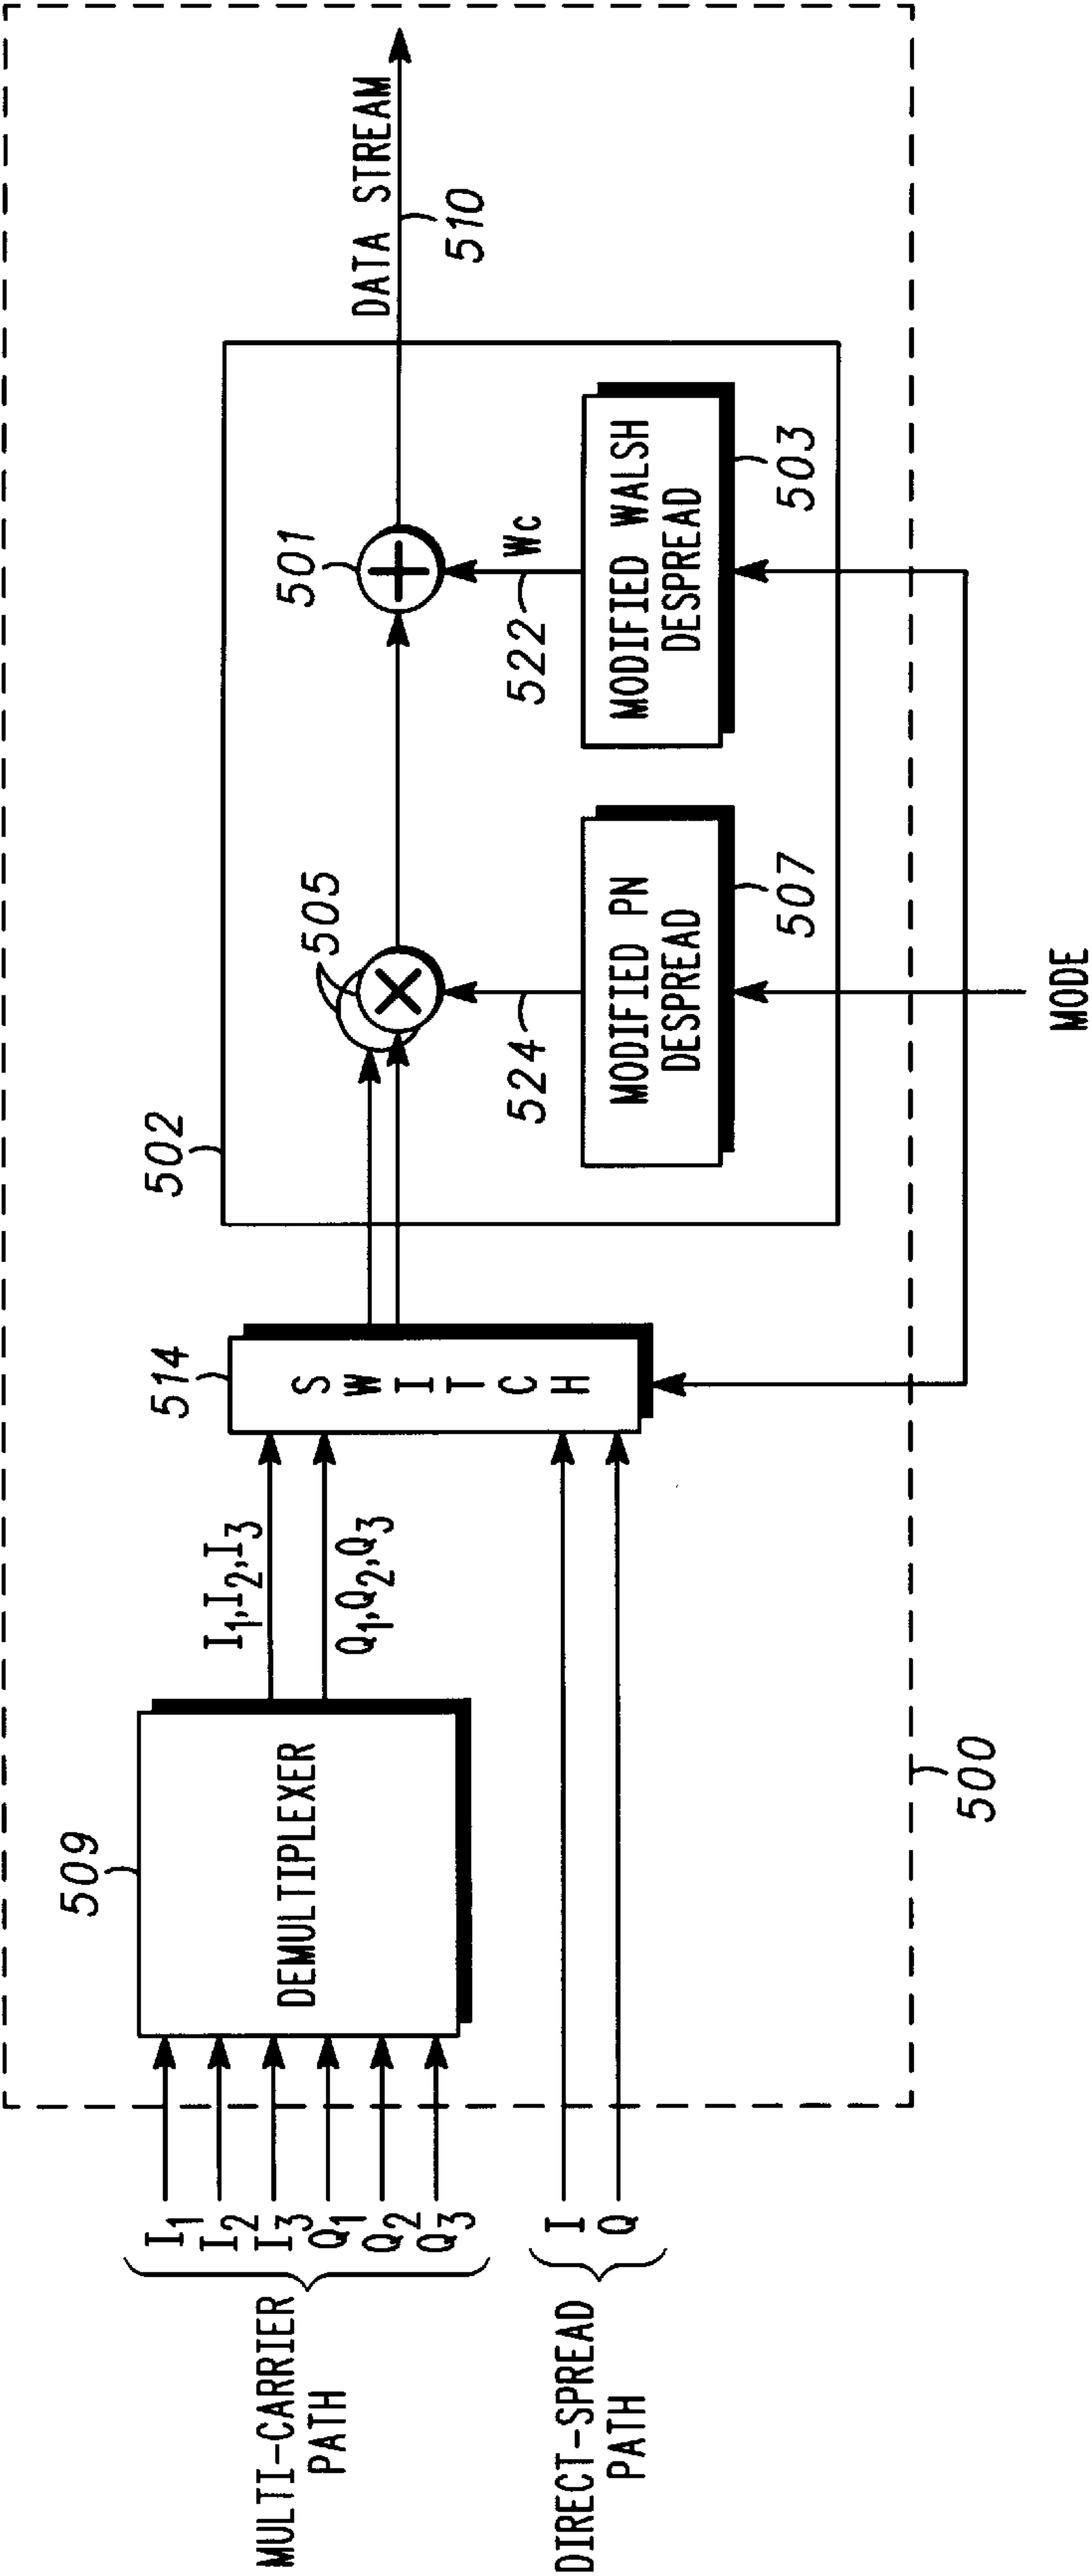 MULTI-CARRIER
PATH
I1
I2
I3
Q1
Q2
Q3
DIRECT-SPREAD
PATH
I
Q
509
DEMULTIPLEXER
I1,I2,I3
Q1,Q2,Q3
514
SWITCH
502
505
524
MODIFIED PN
DESPREAD
507
501
522
Wc
MODIFIED WALSH
DESPREAD
503
DATA STREAM
510
500
MODE